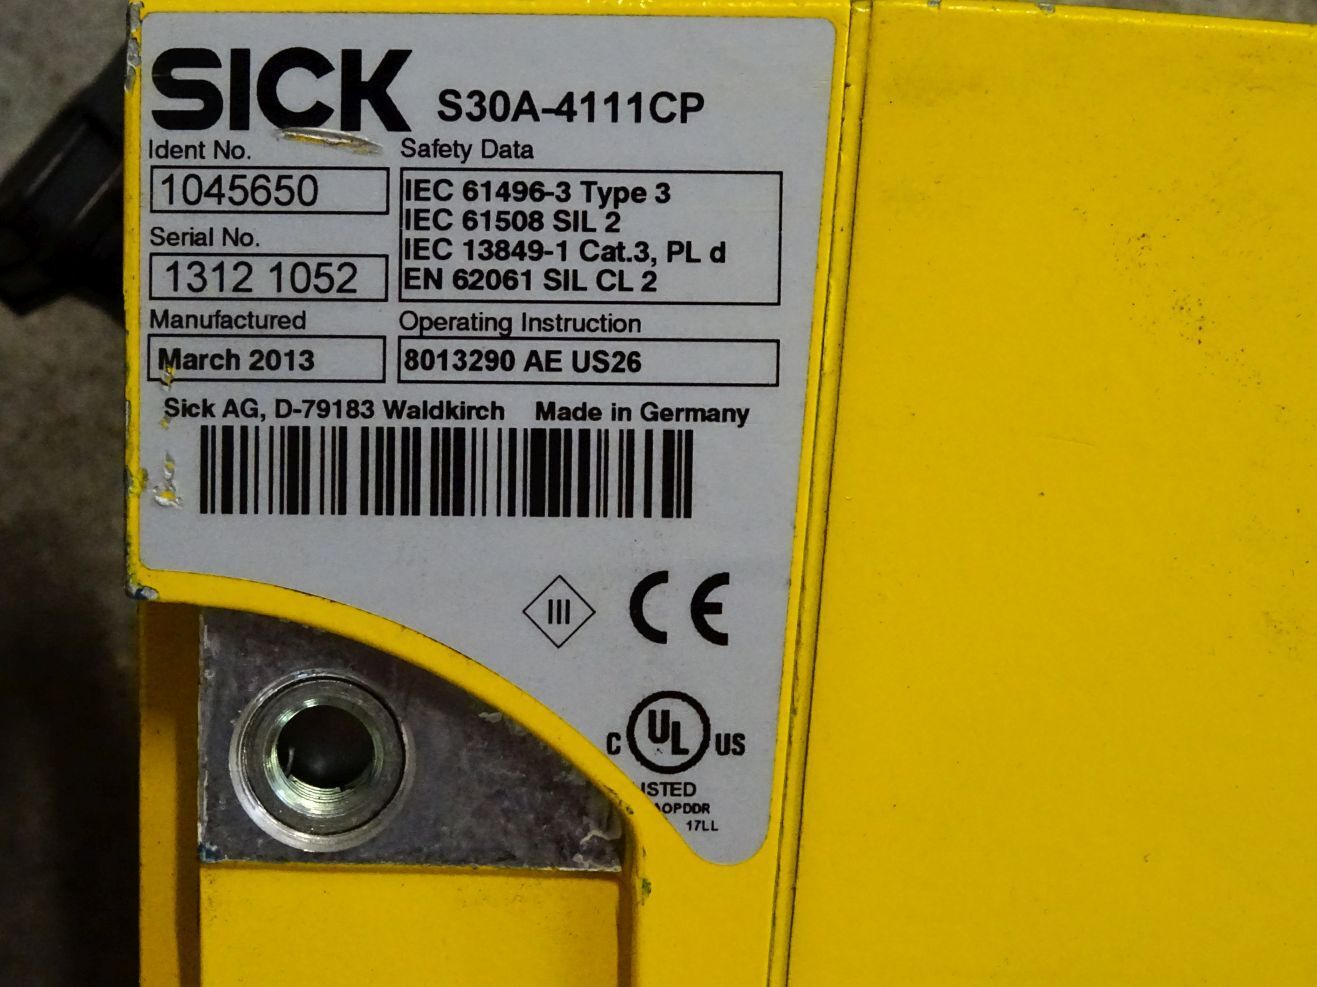 SICK S30A-4111CP
Ident No.
1045650
Safety Data
IEC 61496-3 Type 3
IEC 61508 SIL 2
IEC 13849-1 Cat.3, PL d
EN 62061 SIL CL 2
Serial No.
1312 1052
Manufactured
March 2013
Operating Instruction
8013290 AE US26
Sick AG, D-79183 Waldkirch Made in Germany
III CE
C UL US
ISTED
AOPDDR
17LL